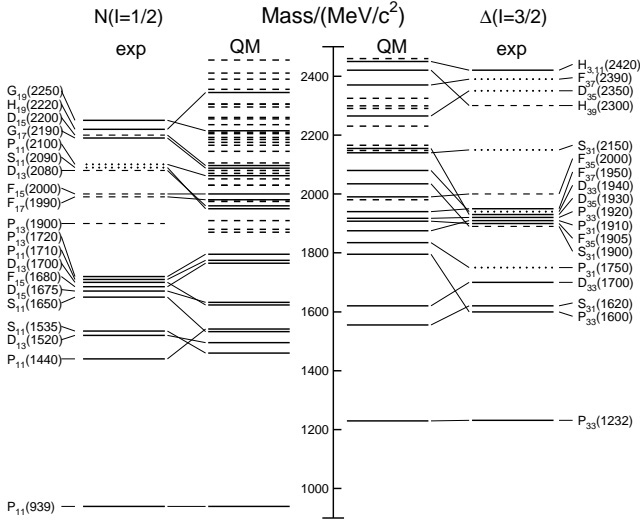 N(I=1/2) Mass/(MeV/c²) Δ(I=3/2)
exp QM QM exp
G₁₉(2250)
H₁₉(2220)
D₁₅(2200)
G₁₇(2190)
P₁₁(2100)
S₁₁(2090)
D₁₃(2080)
F₁₅(2000)
F₁₇(1990)
P₁₃(1900)
P₁₃(1720)
P₁₁(1710)
D₁₃(1700)
F₁₅(1680)
D₁₅(1675)
S₁₁(1650)
S₁₁(1535)
D₁₃(1520)
P₁₁(1440)
P₁₁(939)
2400
2200
2000
1800
1600
1400
1200
1000
H₃,₁₁(2420)
F₃₇(2390)
D₃₅(2350)
H₃₉(2300)
S₃₁(2150)
F₃₅(2000)
F₃₇(1950)
D₃₃(1940)
D₃₅(1930)
P₃₃(1920)
P₃₁(1910)
F₃₅(1905)
S₃₁(1900)
P₃₁(1750)
D₃₃(1700)
S₃₁(1620)
P₃₃(1600)
P₃₃(1232)